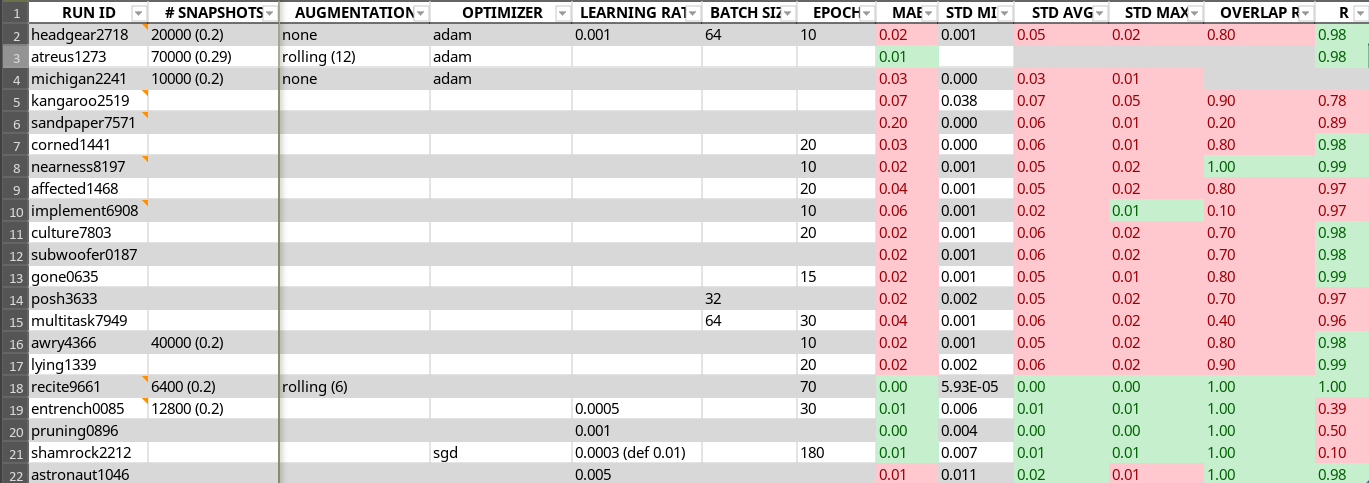 1 RUN ID # SNAPSHOTS AUGMENTATION OPTIMIZER LEARNING RAT BATCH SIZ EPOCH MAE STD MI STD AVG STD MAX OVERLAP R R
2 headgear2718 20000 (0.2) none adam 0.001 64 10 0.02 0.001 0.05 0.02 0.80 0.98
3 atreus1273 70000 (0.29) rolling (12) adam 0.01 0.98
4 michigan2241 10000 (0.2) none adam 0.03 0.000 0.03 0.01
5 kangaroo2519 0.07 0.038 0.07 0.05 0.90 0.78
6 sandpaper7571 0.20 0.000 0.06 0.01 0.20 0.89
7 corned1441 20 0.03 0.000 0.06 0.01 0.80 0.98
8 nearness8197 10 0.02 0.001 0.05 0.02 1.00 0.99
9 affected1468 20 0.04 0.001 0.05 0.02 0.80 0.97
10 implement6908 10 0.06 0.001 0.02 0.01 0.10 0.97
11 culture7803 20 0.02 0.001 0.06 0.02 0.70 0.98
12 subwoofer0187 0.02 0.001 0.06 0.02 0.70 0.98
13 gone0635 15 0.02 0.001 0.05 0.01 0.80 0.99
14 posh3633 32 0.02 0.002 0.05 0.02 0.70 0.97
15 multitask7949 64 30 0.04 0.001 0.06 0.02 0.40 0.96
16 awry4366 40000 (0.2) 10 0.02 0.001 0.05 0.02 0.80 0.98
17 lying1339 20 0.02 0.002 0.06 0.02 0.90 0.99
18 recite9661 6400 (0.2) rolling (6) 70 0.00 5.93E-05 0.00 0.00 1.00 1.00
19 entrench0085 12800 (0.2) 0.0005 30 0.01 0.006 0.01 0.01 1.00 0.39
20 pruning0896 0.001 0.00 0.004 0.00 0.00 1.00 0.50
21 shamrock2212 sgd 0.0003 (def 0.01) 180 0.01 0.007 0.01 0.01 1.00 0.10
22 astronaut1046 0.005 0.01 0.011 0.02 0.01 1.00 0.98